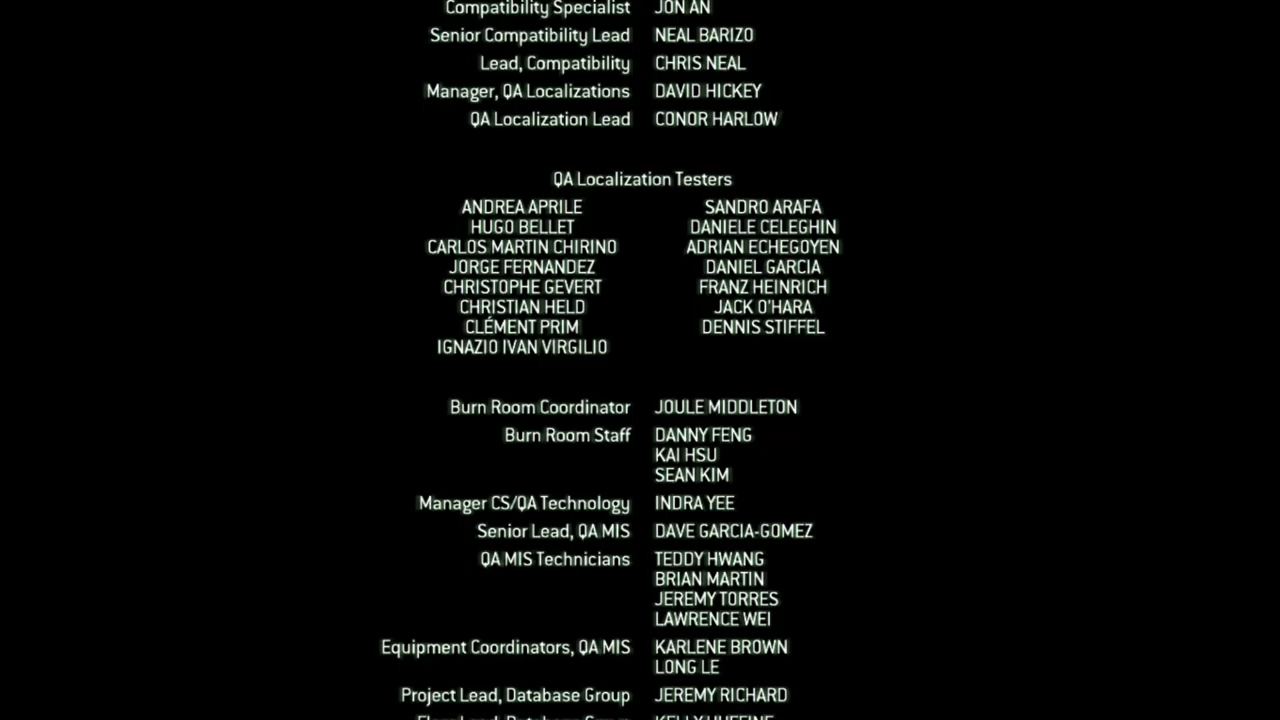 Compatibility Specialist JON AN
Senior Compatibility Lead NEAL BARIZO
Lead, Compatibility CHRIS NEAL
Manager, QA Localizations DAVID HICKEY
QA Localization Lead CONOR HARLOW
QA Localization Testers
ANDREA APRILE SANDRO ARAFA
HUGO BELLET DANIELE CELEGHIN
CARLOS MARTIN CHIRINO ADRIAN ECHEGOYEN
JORGE FERNANDEZ DANIEL GARCIA
CHRISTOPHE GEVERT FRANZ HEINRICH
CHRISTIAN HELD JACK O'HARA
CLÉMENT PRIM DENNIS STIFFEL
IGNAZIO IVAN VIRGILIO
Burn Room Coordinator JOULE MIDDLETON
Burn Room Staff DANNY FENG
KAI HSU
SEAN KIM
Manager CS/QA Technology INDRA YEE
Senior Lead, QA MIS DAVE GARCIA-GOMEZ
QA MIS Technicians TEDDY HWANG
BRIAN MARTIN
JEREMY TORRES
LAWRENCE WEI
Equipment Coordinators, QA MIS KARLENE BROWN
LONG LE
Project Lead, Database Group JEREMY RICHARD